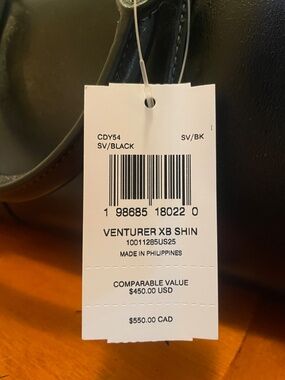 CDY54 SV/BK
SV/BLACK
1 98685 18022 0
VENTURER XB SHIN
10011285US25
MADE IN PHILIPPINES
COMPARABLE VALUE
$450.00 USD
$550.00 CAD